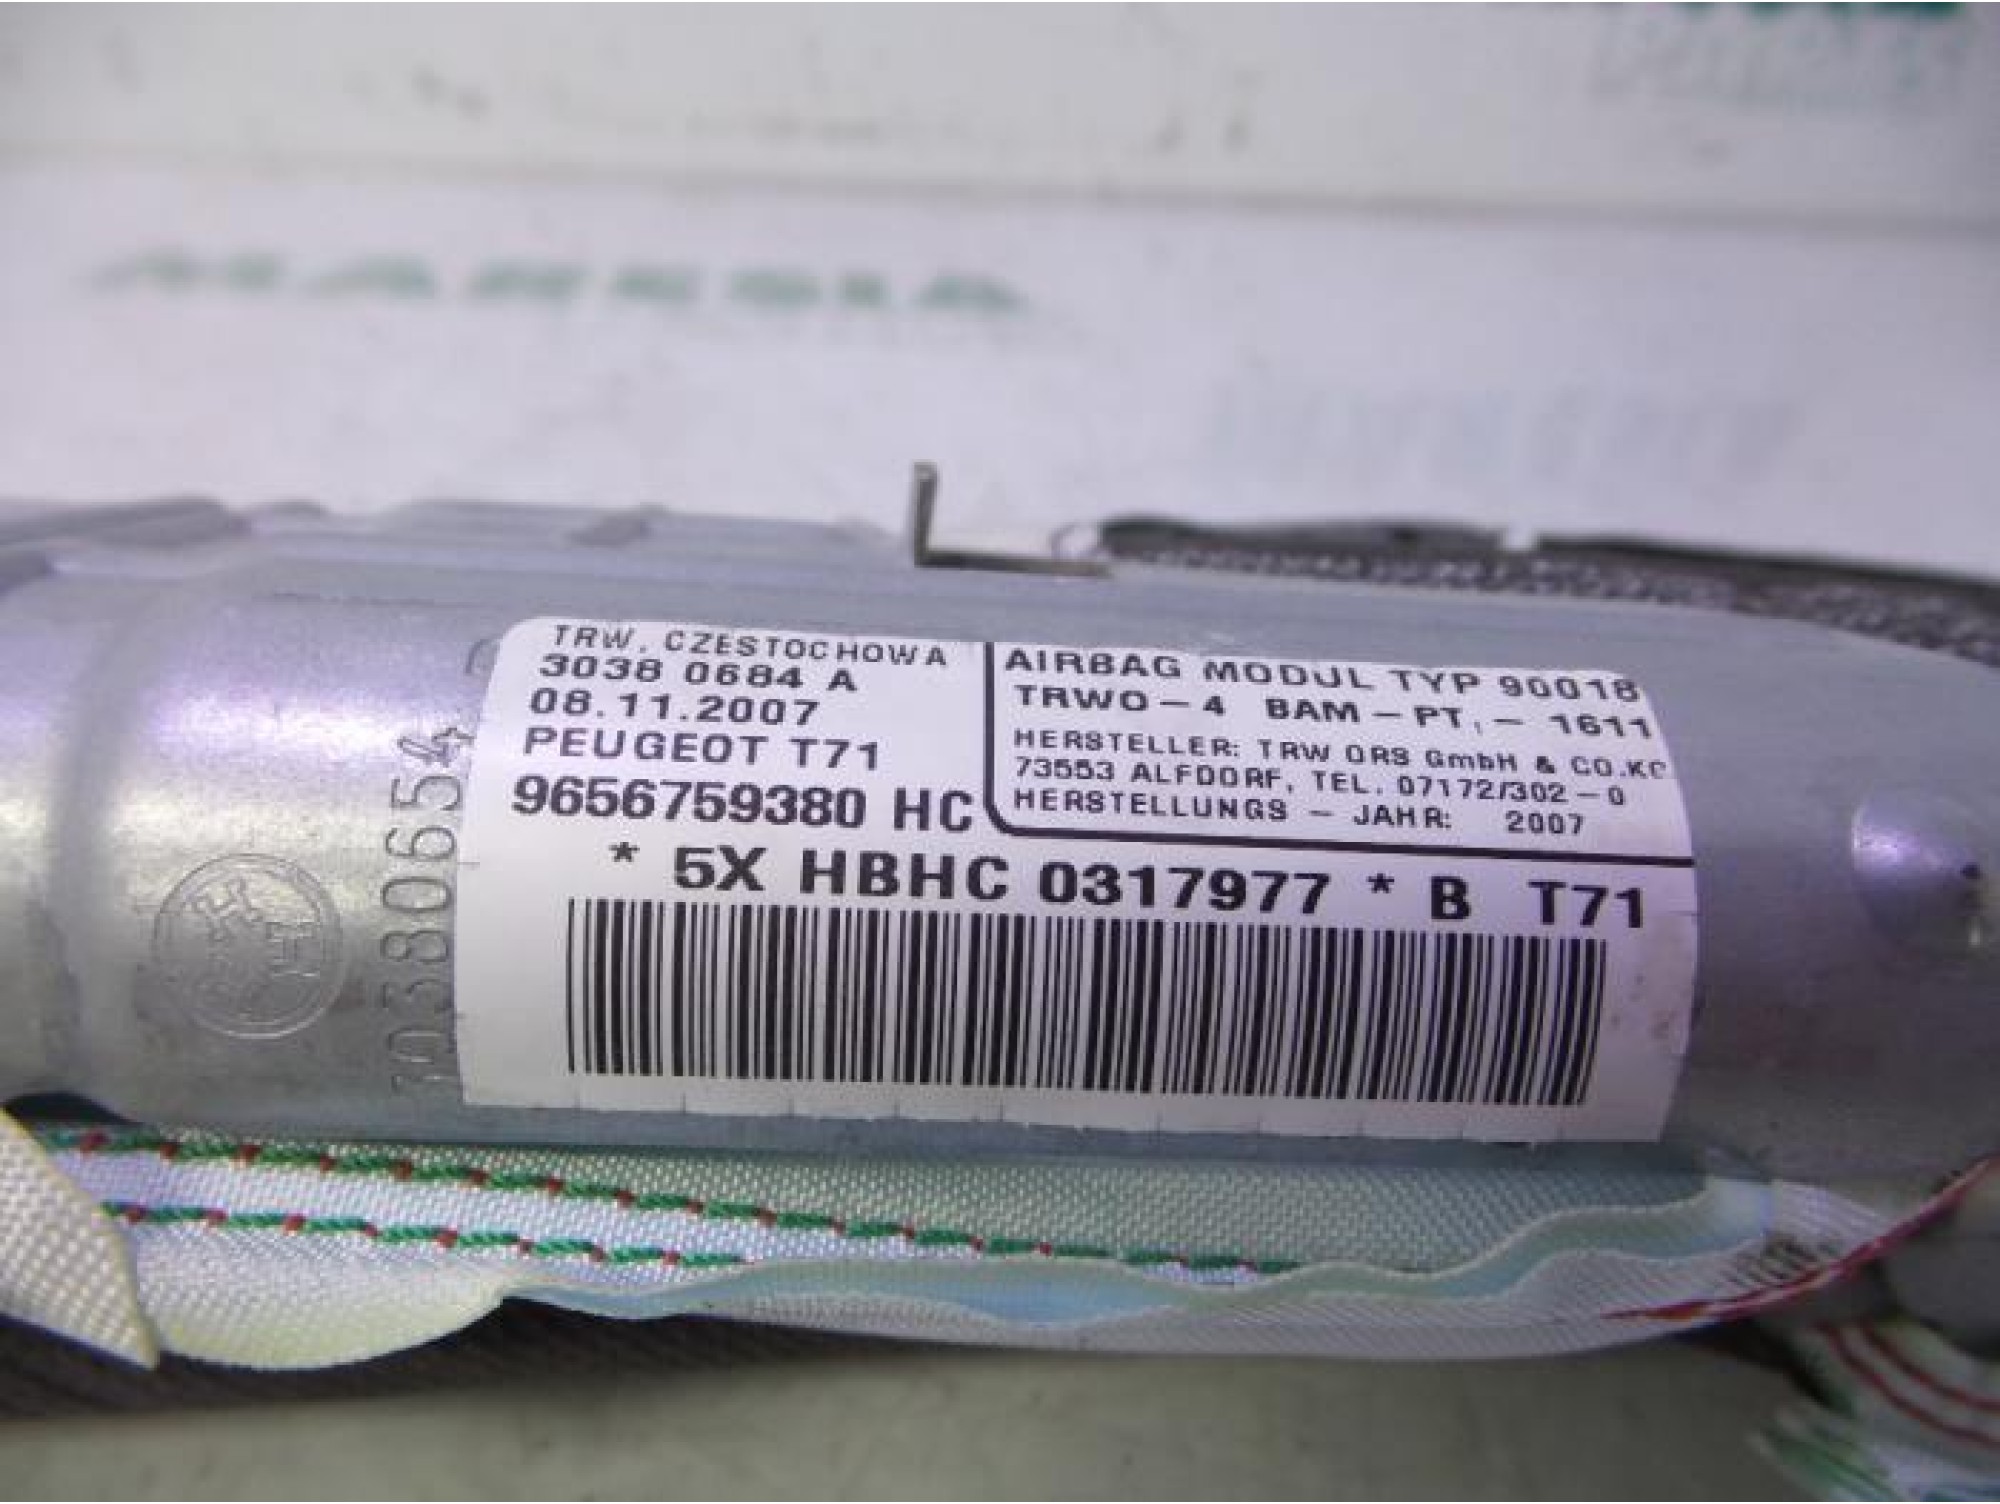 TRW. CZESTOCHOWA
3038 0684 A
08.11.2007
PEUGEOT T71
9656759380 HC
AIRBAG MODUL TYP 90018
TRWO-4 BAM-PT.- 1611
HERSTELLER: TRW ORS GmbH & CO.KG
73553 ALFDORF, TEL. 07172/302-0
HERSTELLUNGS - JAHR: 2007
* 5X HBHC 0317977 * B T71